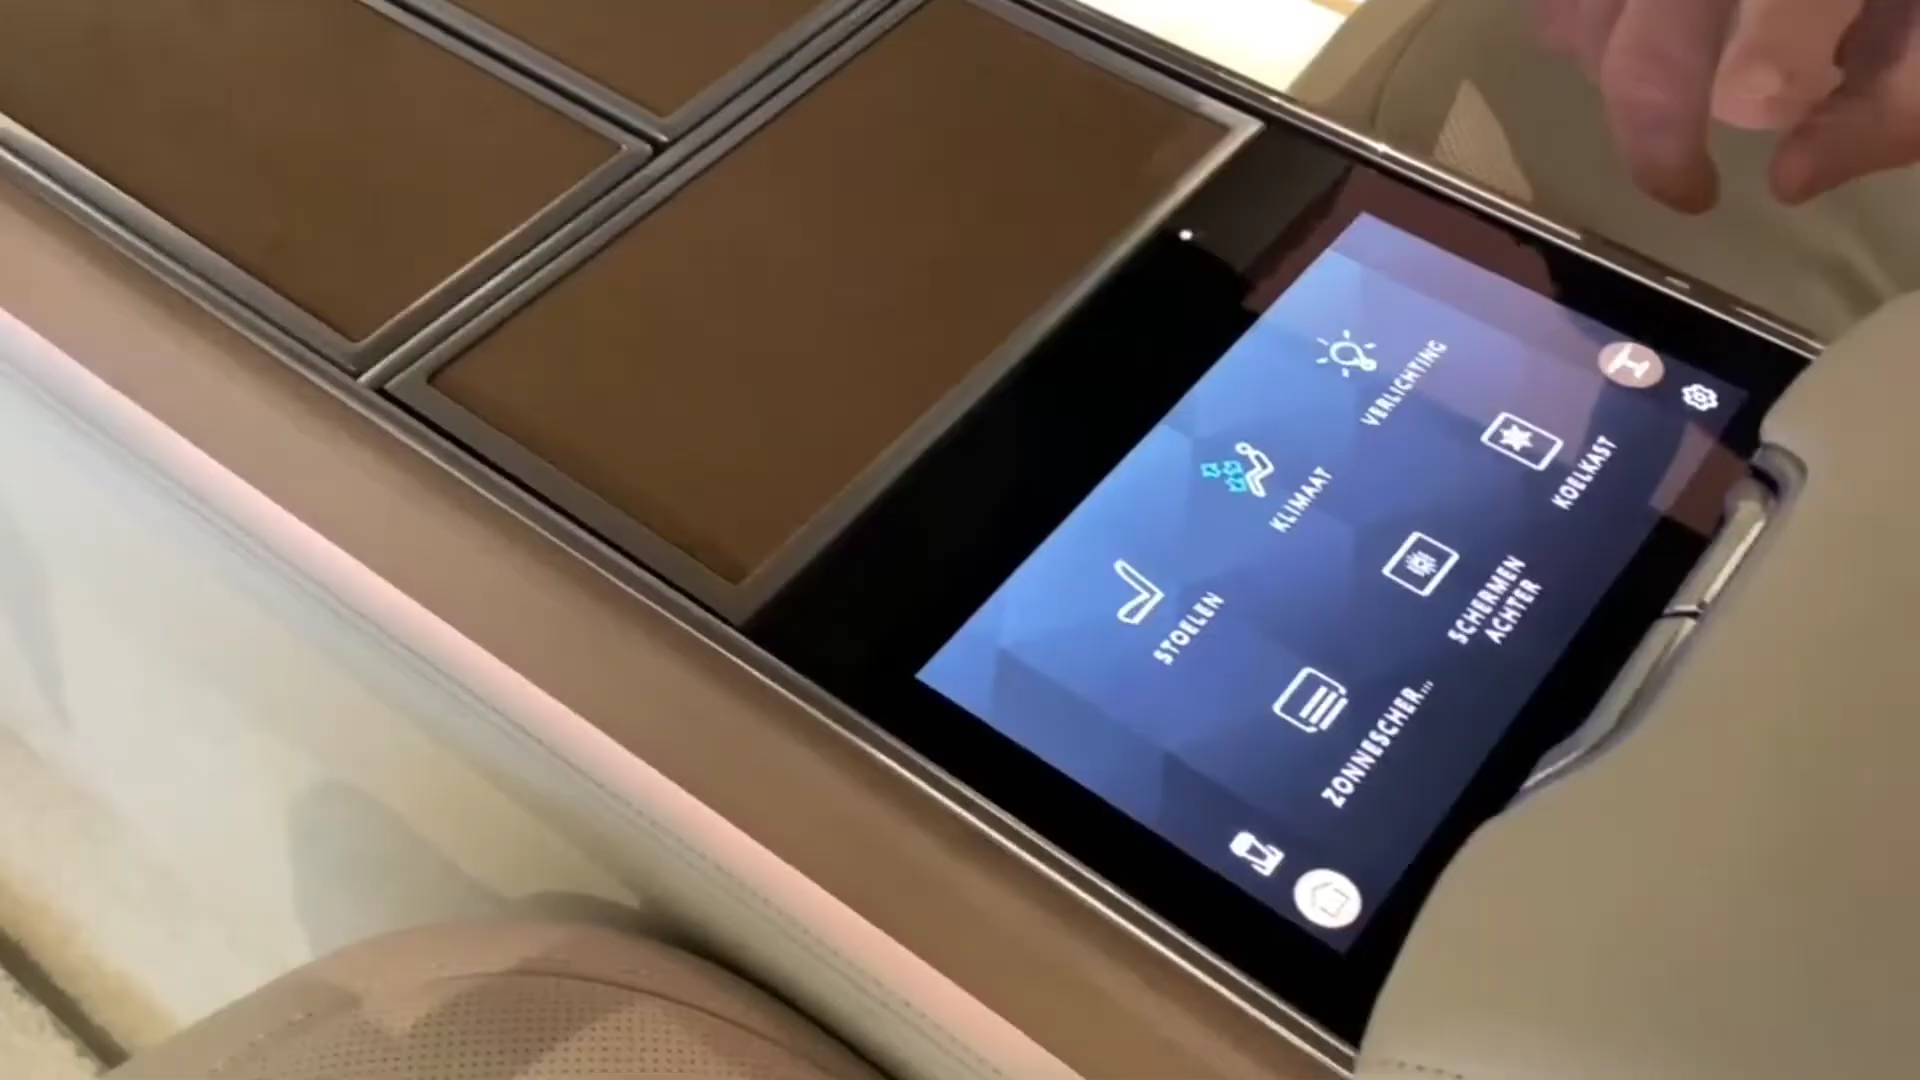 STOELEN
KLIMAAT
VERLICHTING
ZONNESCHER...
SCHERMEN
ACHTER
KOELKAST